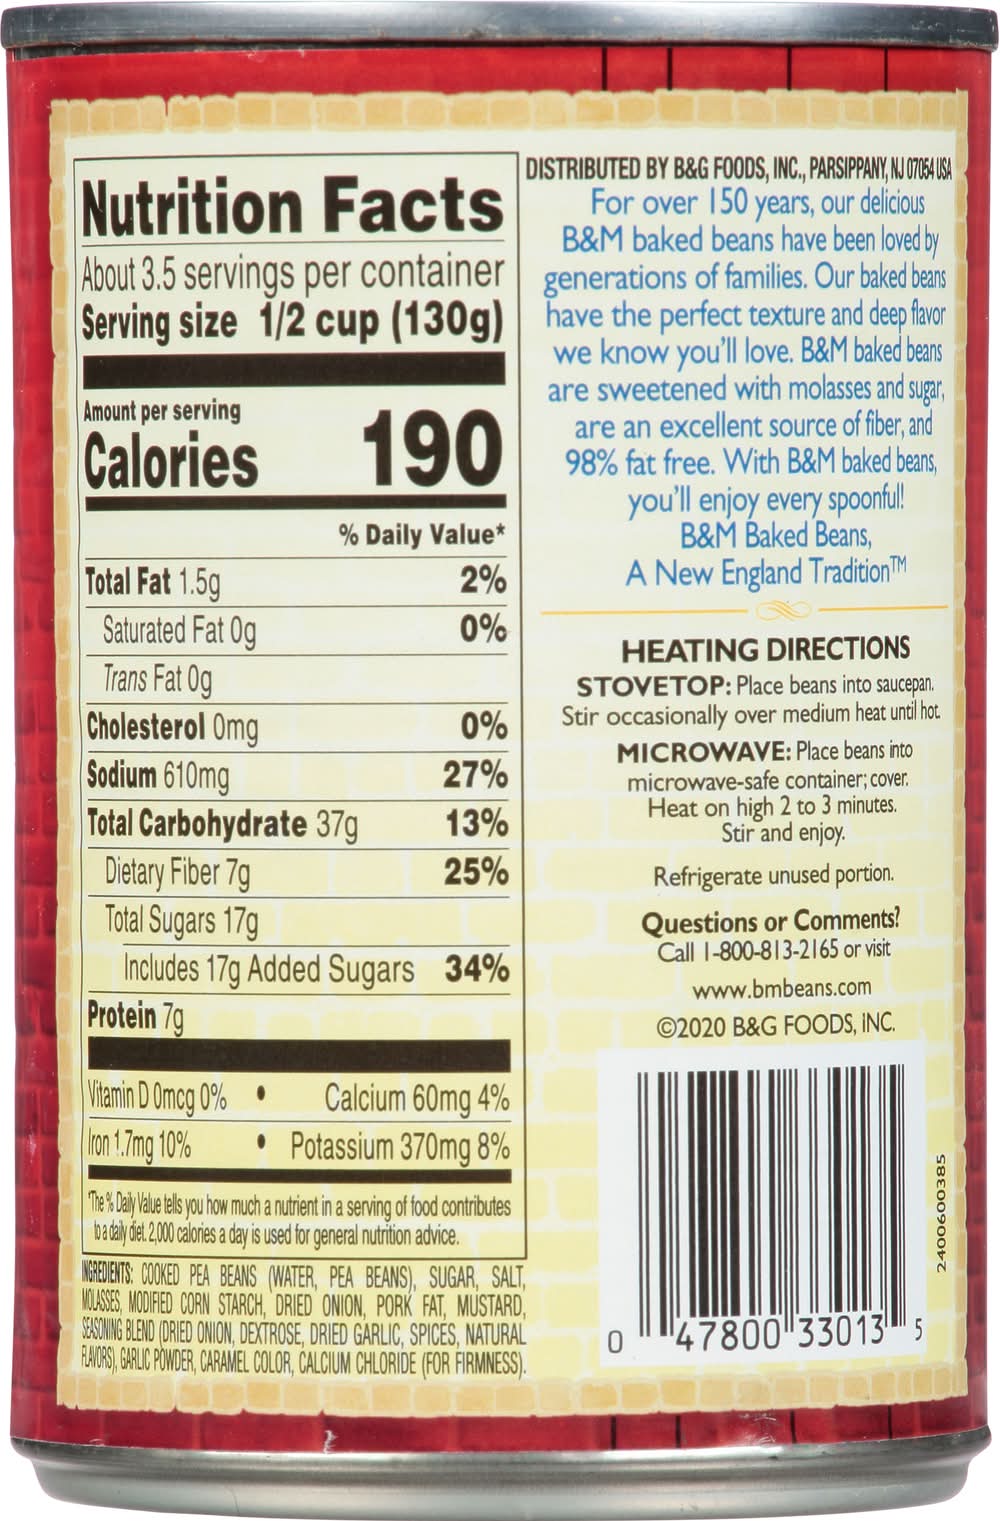 Nutrition Facts
About 3.5 servings per container
Serving size 1/2 cup (130g)
Amount per serving
Calories 190
% Daily Value*
Total Fat 1.5g 2%
Saturated Fat 0g 0%
Trans Fat 0g
Cholesterol 0mg 0%
Sodium 610mg 27%
Total Carbohydrate 37g 13%
Dietary Fiber 7g 25%
Total Sugars 17g
Includes 17g Added Sugars 34%
Protein 7g
Vitamin D 0mcg 0% • Calcium 60mg 4%
Iron 1.7mg 10% • Potassium 370mg 8%
*The % Daily Value tells you how much a nutrient in a serving of food contributes
to a daily diet. 2,000 calories a day is used for general nutrition advice.
INGREDIENTS: COOKED PEA BEANS (WATER, PEA BEANS), SUGAR, SALT,
MOLASSES, MODIFIED CORN STARCH, DRIED ONION, PORK FAT, MUSTARD,
SEASONING BLEND (DRIED ONION, DEXTROSE, DRIED GARLIC, SPICES, NATURAL
FLAVORS), GARLIC POWDER, CARAMEL COLOR, CALCIUM CHLORIDE (FOR FIRMNESS).
DISTRIBUTED BY B&G FOODS, INC., PARSIPPANY, NJ 07054 USA
For over 150 years, our delicious
B&M baked beans have been loved by
generations of families. Our baked beans
have the perfect texture and deep flavor
we know you'll love. B&M baked beans
are sweetened with molasses and sugar,
are an excellent source of fiber, and
98% fat free. With B&M baked beans,
you'll enjoy every spoonful!
B&M Baked Beans,
A New England Tradition™
HEATING DIRECTIONS
STOVETOP: Place beans into saucepan.
Stir occasionally over medium heat until hot.
MICROWAVE: Place beans into
microwave-safe container; cover.
Heat on high 2 to 3 minutes.
Stir and enjoy.
Refrigerate unused portion.
Questions or Comments?
Call 1-800-813-2165 or visit
www.bmbeans.com
©2020 B&G FOODS, INC.
2400600385
0 47800 33013 5